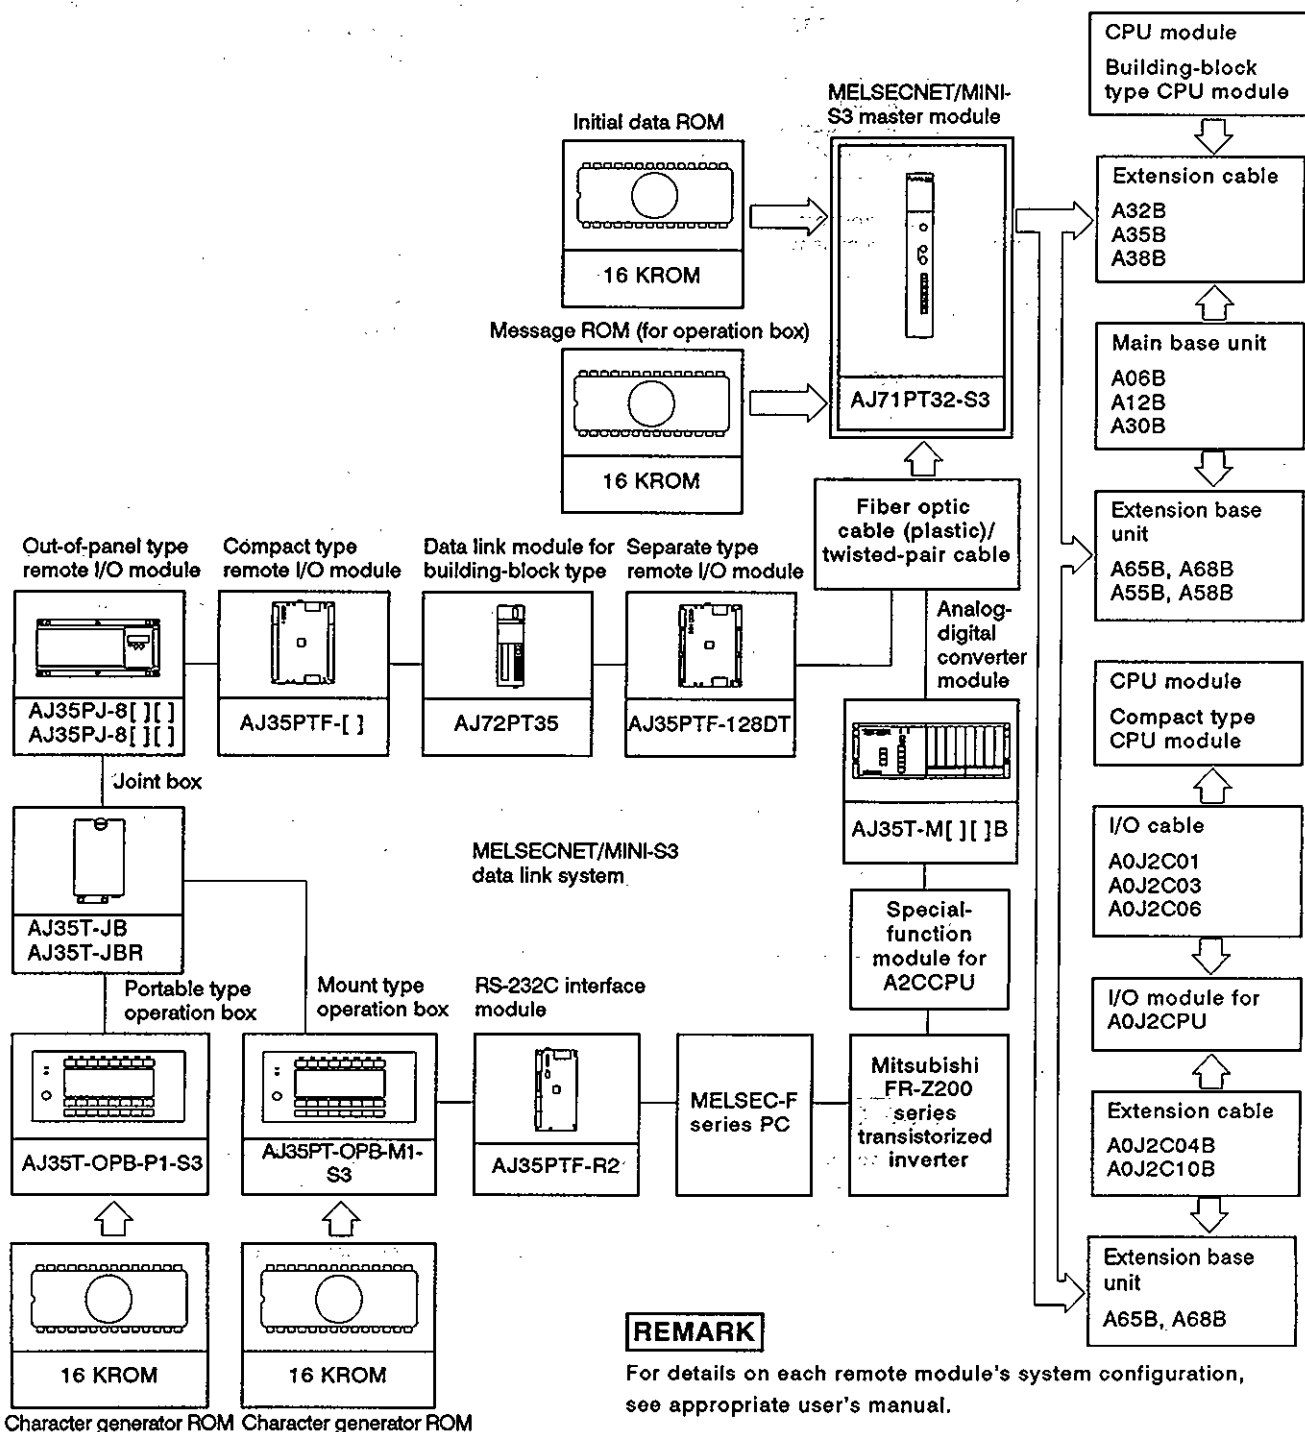 CPU module
Building-block
type CPU module
MELSECNET/MINI-
S3 master module
Initial data ROM
16 KROM
Message ROM (for operation box)
16 KROM
AJ71PT32-S3
Extension cable
A32B
A35B
A38B
Main base unit
A06B
A12B
A30B
Extension base
unit
A65B, A68B
A55B, A58B
Fiber optic
cable (plastic)/
twisted-pair cable
Out-of-panel type
remote I/O module
AJ35PJ-8[ ][ ]
AJ35PJ-8[ ][ ]
Compact type
remote I/O module
AJ35PTF-[ ]
Data link module for
building-block type
AJ72PT35
Separate type
remote I/O module
AJ35PTF-128DT
Analog-
digital
converter
module
AJ35T-M[ ][ ]B
CPU module
Compact type
CPU module
I/O cable
A0J2C01
A0J2C03
A0J2C06
I/O module for
A0J2CPU
Extension cable
A0J2C04B
A0J2C10B
Extension base
unit
A65B, A68B
Joint box
AJ35T-JB
AJ35T-JBR
MELSECNET/MINI-S3
data link system
Special-
function
module for
A2CCPU
Portable type
operation box
AJ35T-OPB-P1-S3
Mount type
operation box
AJ35PT-OPB-M1-
S3
RS-232C interface
module
AJ35PTF-R2
MELSEC-F
series PC
Mitsubishi
FR-Z200
series
transistorized
inverter
16 KROM
Character generator ROM
16 KROM
Character generator ROM
REMARK
For details on each remote module's system configuration,
see appropriate user's manual.